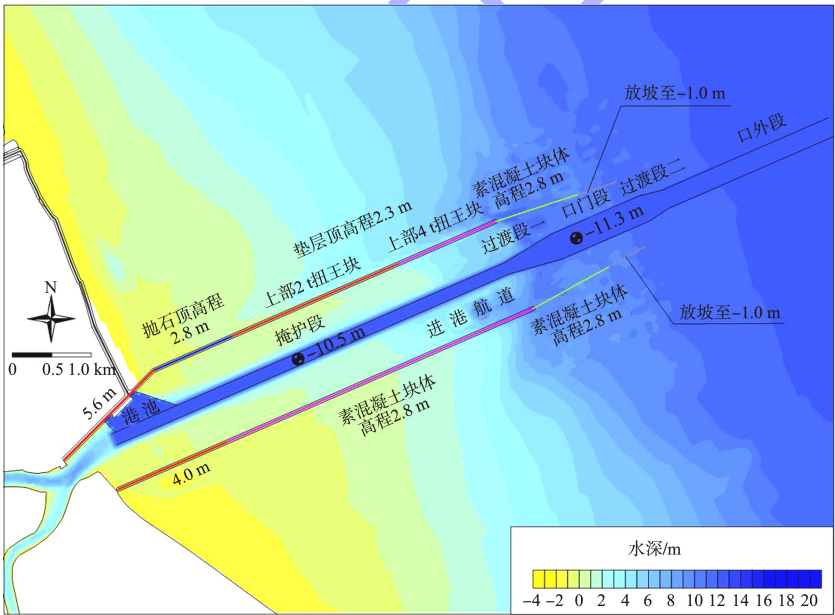 放坡至–1.0 m
口外段
素混凝土块体
高程2.8 m
口门段
过渡段二
垫层顶高程2.3 m
上部4 t扭王块
过渡段一
–11.3 m
上部2 t扭王块
抛石顶高程
2.8 m
N
掩护段
–10.5 m
进港航道
素混凝土块体
高程2.8 m
放坡至–1.0 m
0 0.5 1.0 km
5.6 m
港池
素混凝土块体
高程2.8 m
4.0 m
水深/m
–4 –2 0 2 4 6 8 10 12 14 16 18 20